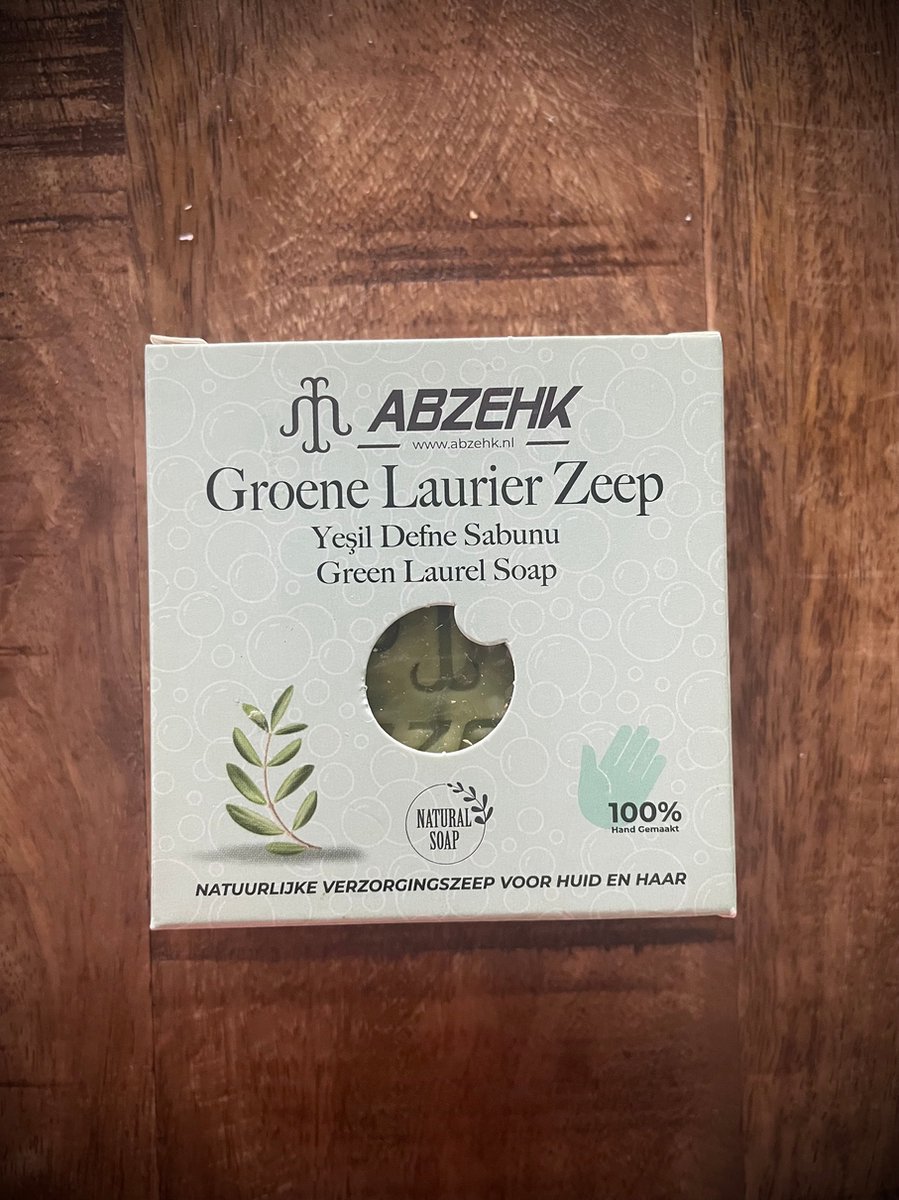 ABZEHK
www.abzehk.nl
Groene Laurier Zeep
Yeşil Defne Sabunu
Green Laurel Soap
NATURAL
SOAP
100%
Hand Gemaakt
NATUURLIJKE VERZORGINGSZEEP VOOR HUID EN HAAR